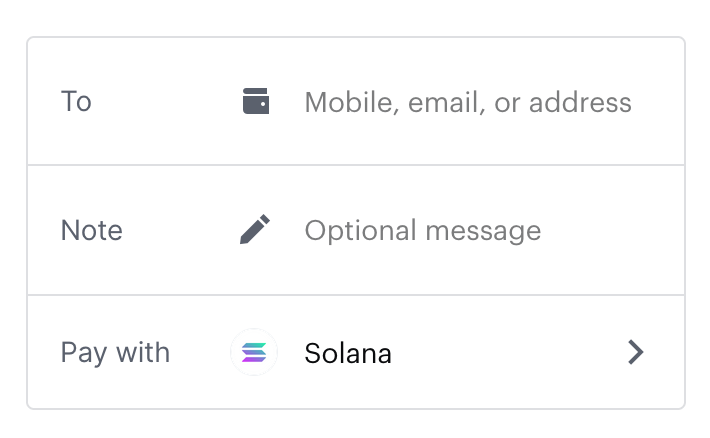 To Mobile, email, or address
Note Optional message
Pay with Solana